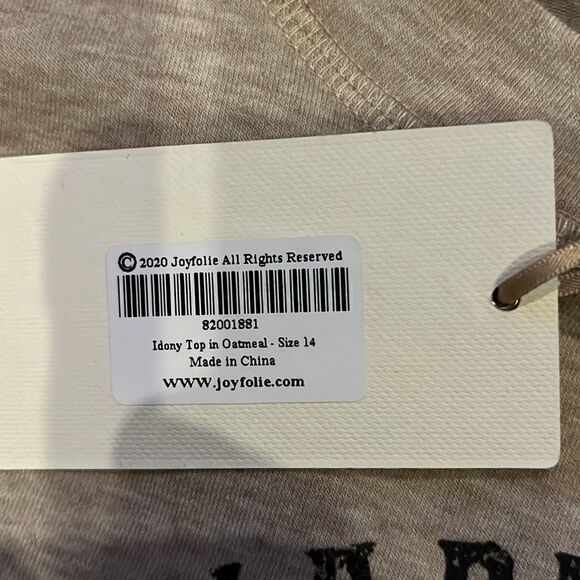 © 2020 Joyfolie All Rights Reserved
82001881
Idony Top in Oatmeal - Size 14
Made in China
WWW.joyfolie.com